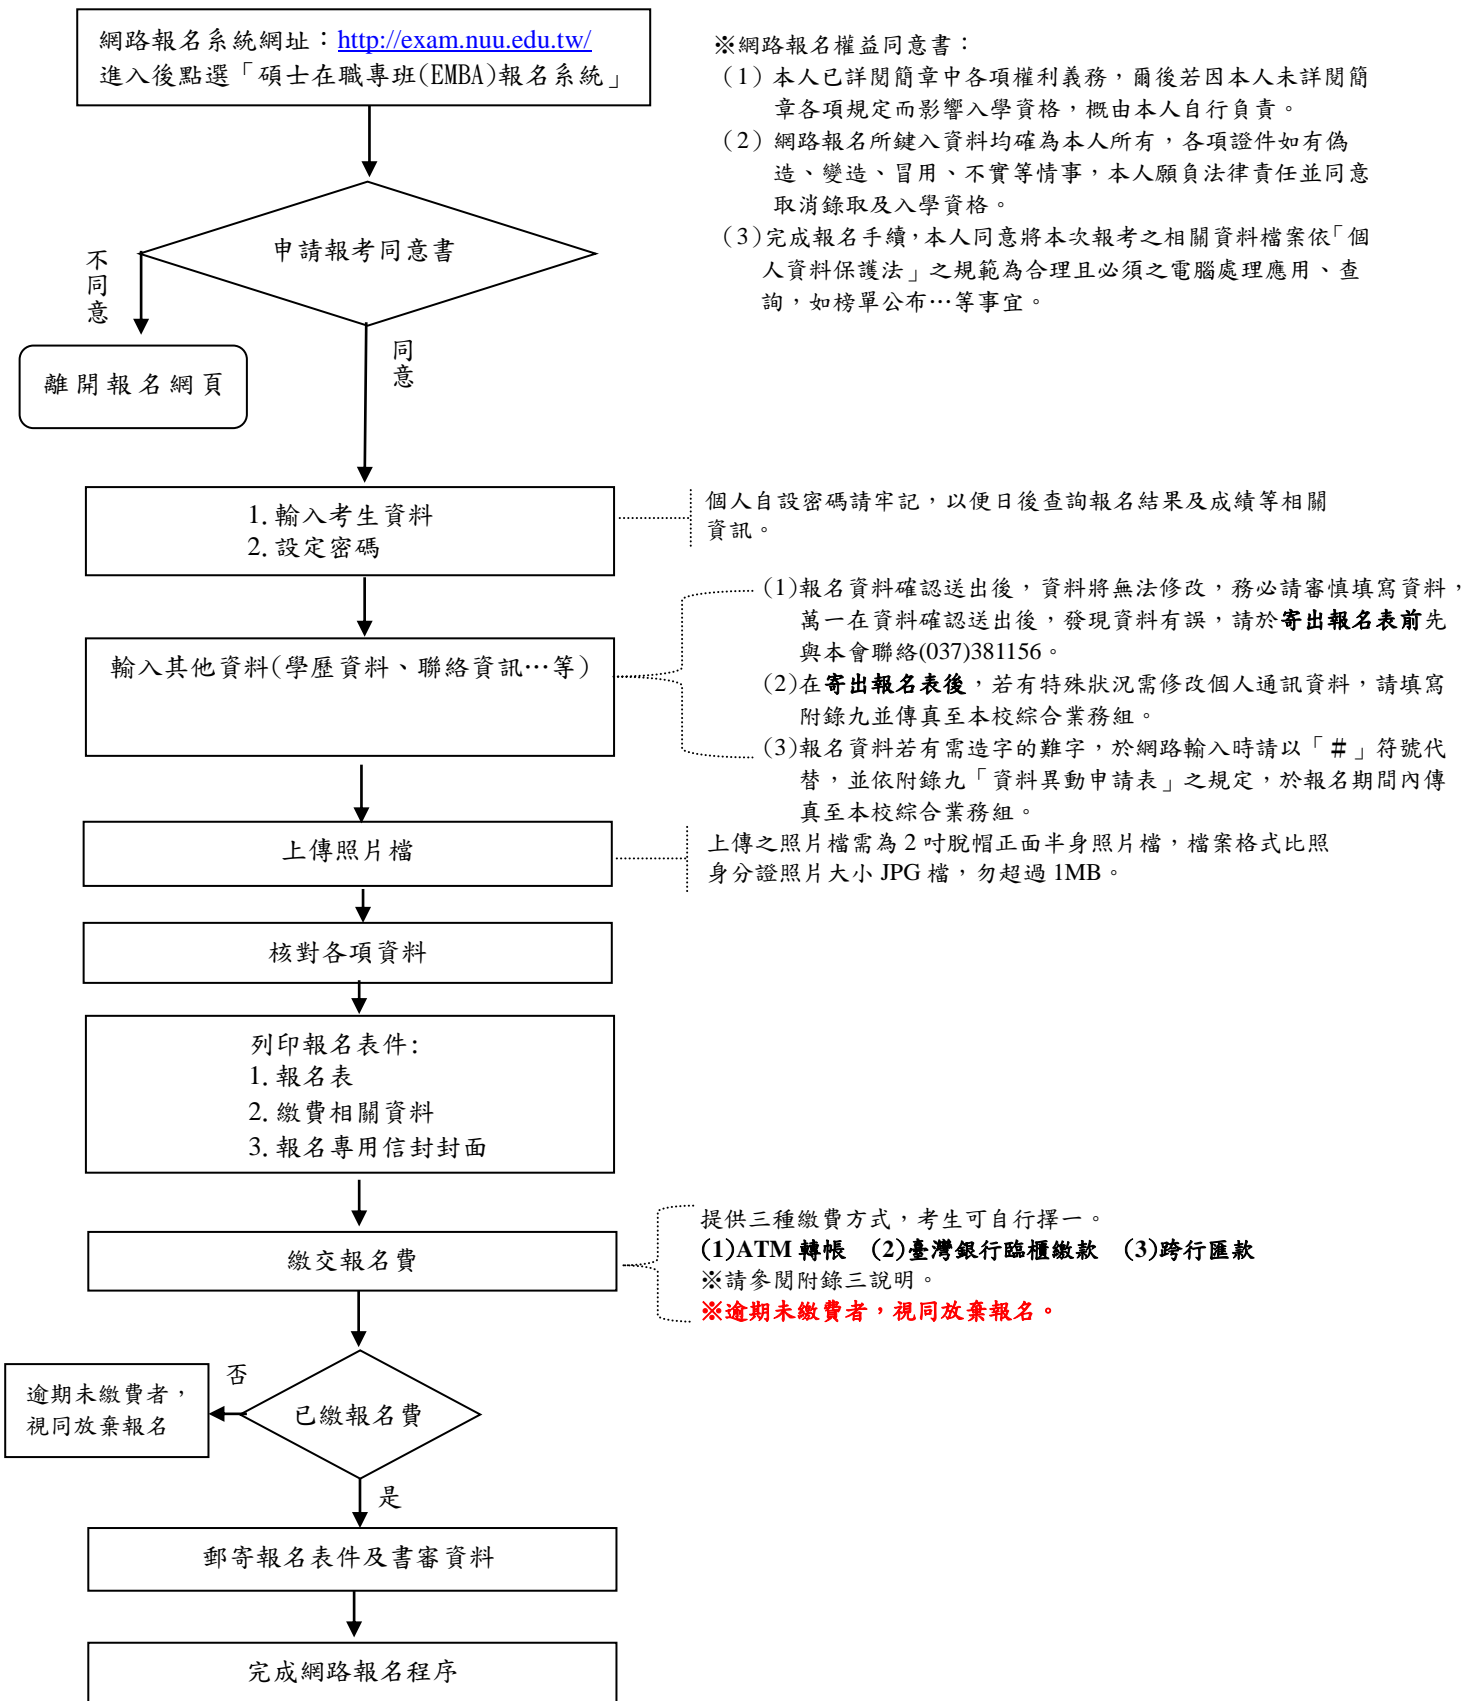 網路報名系統網址：http://exam.nuu.edu.tw/
進入後點選「碩士在職專班(EMBA)報名系統」
※網路報名權益同意書：
（1）本人已詳閱簡章中各項權利義務，爾後若因本人未詳閱簡
章各項規定而影響入學資格，概由本人自行負責。
（2）網路報名所鍵入資料均確為本人所有，各項證件如有偽
造、變造、冒用、不實等情事，本人願負法律責任並同意
取消錄取及入學資格。
（3）完成報名手續，本人同意將本次報考之相關資料檔案依「個
人資料保護法」之規範為合理且必須之電腦處理應用、查
詢，如榜單公布…等事宜。
申請報考同意書
不同意
離開報名網頁
同意
1.輸入考生資料
2.設定密碼
個人自設密碼請牢記，以便日後查詢報名結果及成績等相關
資訊。
輸入其他資料(學歷資料、聯絡資訊…等)
(1)報名資料確認送出後，資料將無法修改，務必請審慎填寫資料，
萬一在資料確認送出後，發現資料有誤，請於寄出報名表前先
與本會聯絡(037)381156。
(2)在寄出報名表後，若有特殊狀況需修改個人通訊資料，請填寫
附錄九並傳真至本校綜合業務組。
(3)報名資料若有需造字的難字，於網路輸入時請以「＃」符號代
替，並依附錄九「資料異動申請表」之規定，於報名期間內傳
真至本校綜合業務組。
上傳照片檔
上傳之照片檔需為 2 吋脫帽正面半身照片檔，檔案格式比照
身分證照片大小 JPG 檔，勿超過 1MB。
核對各項資料
列印報名表件:
1.報名表
2.繳費相關資料
3.報名專用信封封面
繳交報名費
提供三種繳費方式，考生可自行擇一。
(1)ATM 轉帳 (2)臺灣銀行臨櫃繳款 (3)跨行匯款
※請參閱附錄三說明。
※逾期未繳費者，視同放棄報名。
已繳報名費
否
逾期未繳費者，
視同放棄報名
是
郵寄報名表件及書審資料
完成網路報名程序